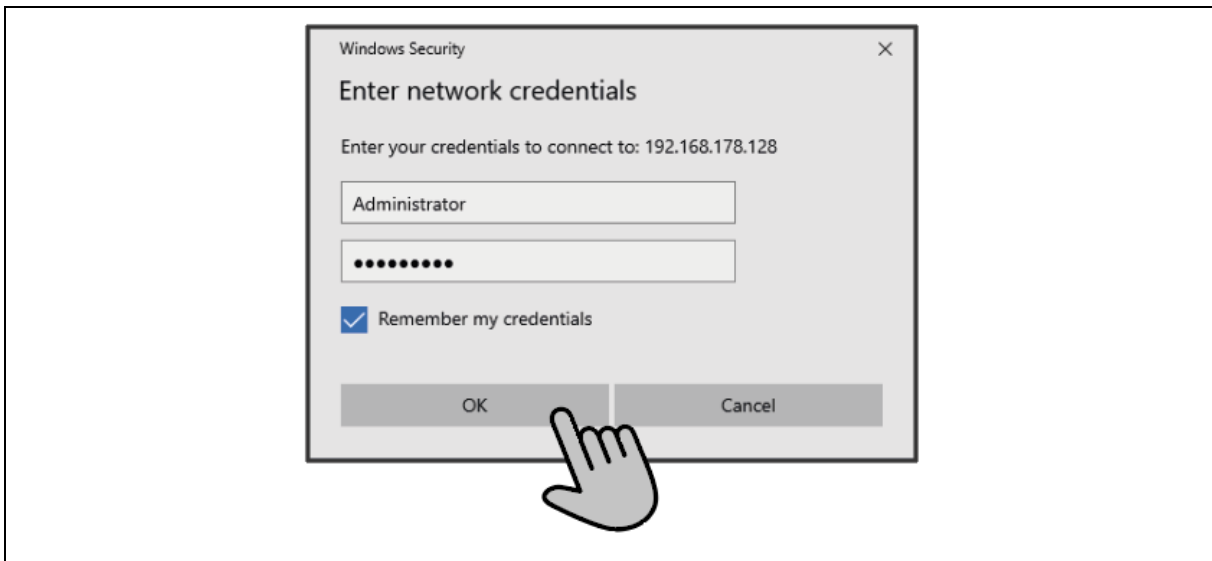 Windows Security
Enter network credentials
Enter your credentials to connect to: 192.168.178.128
Administrator
•••••••••
Remember my credentials
OK Cancel